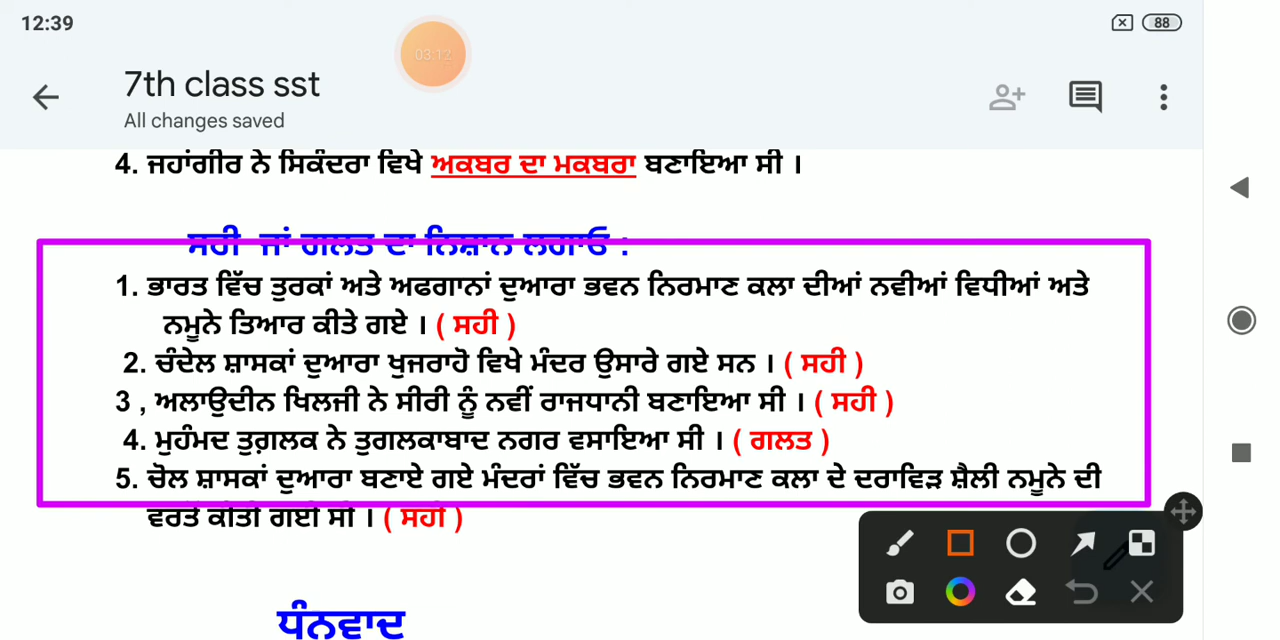 12:39
88
03:12
7th class sst
All changes saved
4. ਜਹਾਂਗੀਰ ਨੇ ਸਿਕੰਦਰਾ ਵਿਖੇ ਅਕਬਰ ਦਾ ਮਕਬਰਾ ਬਣਾਇਆ ਸੀ ।
ਸਹੀ ਜਾਂ ਗਲਤ ਦਾ ਨਿਸ਼ਾਨ ਲਗਾਓ :
1. ਭਾਰਤ ਵਿੱਚ ਤੁਰਕਾਂ ਅਤੇ ਅਫਗਾਨਾਂ ਦੁਆਰਾ ਭਵਨ ਨਿਰਮਾਣ ਕਲਾ ਦੀਆਂ ਨਵੀਆਂ ਵਿਧੀਆਂ ਅਤੇ
ਨਮੂਨੇ ਤਿਆਰ ਕੀਤੇ ਗਏ । ( ਸਹੀ )
2. ਚੰਦੇਲ ਸ਼ਾਸਕਾਂ ਦੁਆਰਾ ਖੁਜਰਾਹੋ ਵਿਖੇ ਮੰਦਰ ਉਸਾਰੇ ਗਏ ਸਨ । ( ਸਹੀ )
3 , ਅਲਾਉਦੀਨ ਖਿਲਜੀ ਨੇ ਸੀਰੀ ਨੂੰ ਨਵੀਂ ਰਾਜਧਾਨੀ ਬਣਾਇਆ ਸੀ । ( ਸਹੀ )
4. ਮੁਹੰਮਦ ਤੁਗ਼ਲਕ ਨੇ ਤੁਗਲਕਾਬਾਦ ਨਗਰ ਵਸਾਇਆ ਸੀ । ( ਗਲਤ )
5. ਚੋਲ ਸ਼ਾਸਕਾਂ ਦੁਆਰਾ ਬਣਾਏ ਗਏ ਮੰਦਰਾਂ ਵਿੱਚ ਭਵਨ ਨਿਰਮਾਣ ਕਲਾ ਦੇ ਦਰਾਵਿੜ ਸ਼ੈਲੀ ਨਮੂਨੇ ਦੀ
ਵਰਤੋਂ ਕੀਤੀ ਗਈ ਸੀ । ( ਸਹੀ )
ਧੰਨਵਾਦ